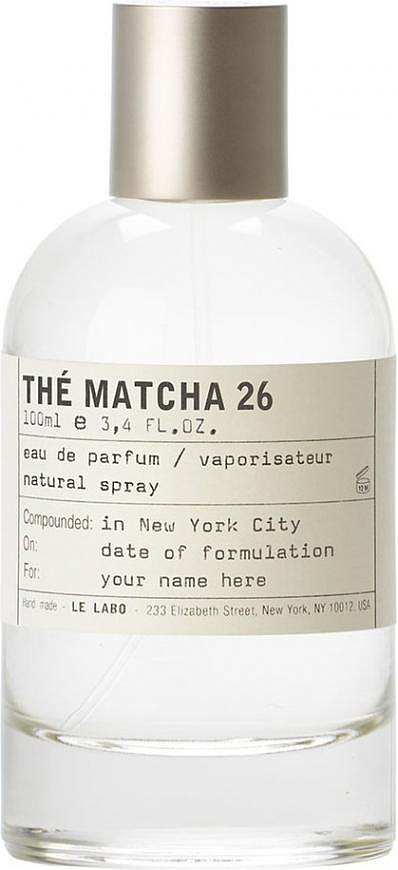 THÉ MATCHA 26
100ml e 3,4 FL.OZ.
eau de parfum / vaporisateur
natural spray
12 M
Compounded: in New York City
On: date of formulation
For: your name here
Hand made - LE LABO - 233 Elizabeth Street, New York, NY 10012, USA